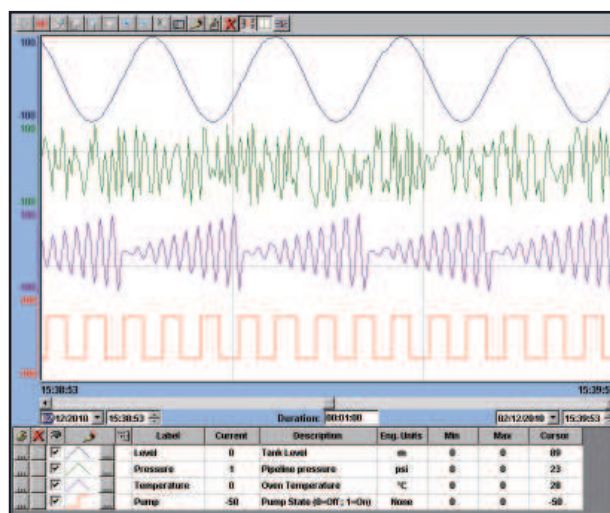 100
-100
100
-100
15:38:53 15:39:5
12/2010 15:38:53 Duration: 00:01:00 02/12/2010 15:39:53
Label Current Description Eng. Units Min Max Cursor
Level 0 Tank Level m 0 0 89
Pressure 1 Pipeline pressure psi 0 0 23
Temperature 0 Oven Temperature °C 0 0 28
Pump -50 Pump State (0=Off ; 1=On) None 0 0 -50